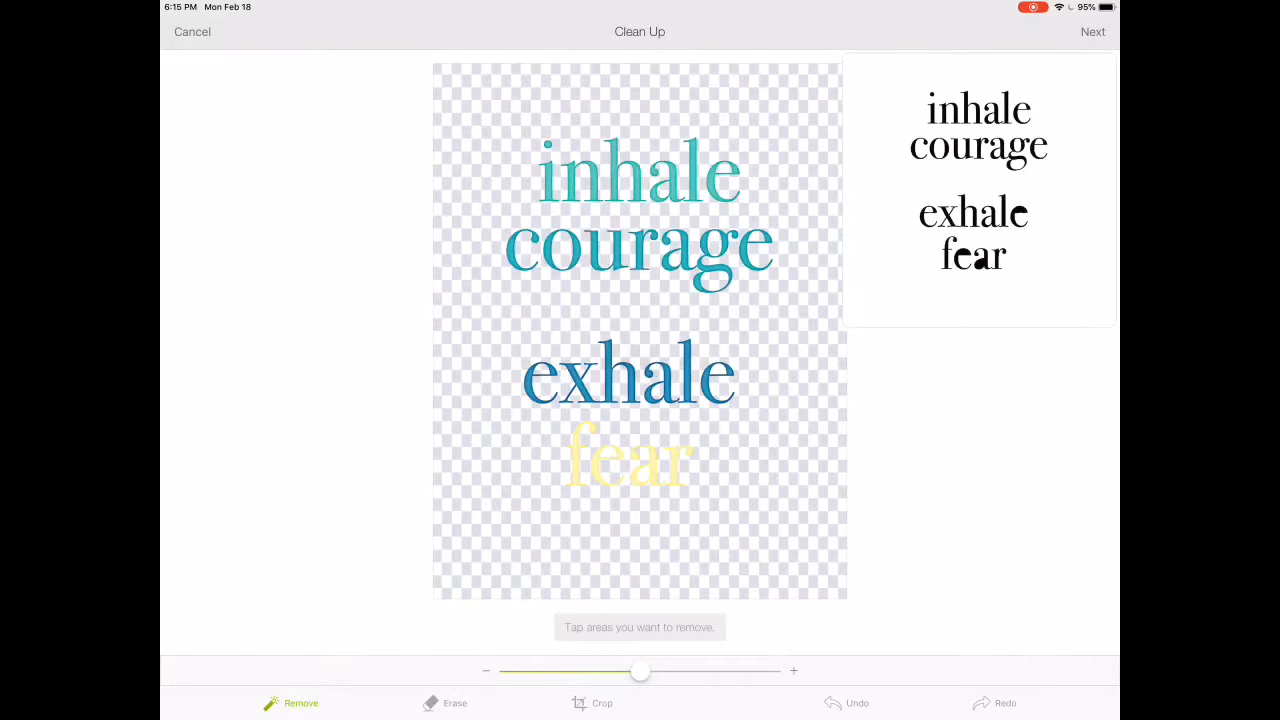 6:15 PM Mon Feb 18 95%
Cancel Clean Up Next
inhale
courage
exhale
fear
inhale
courage
exhale
fear
Tap areas you want to remove.
− +
Remove Erase Crop Undo Redo